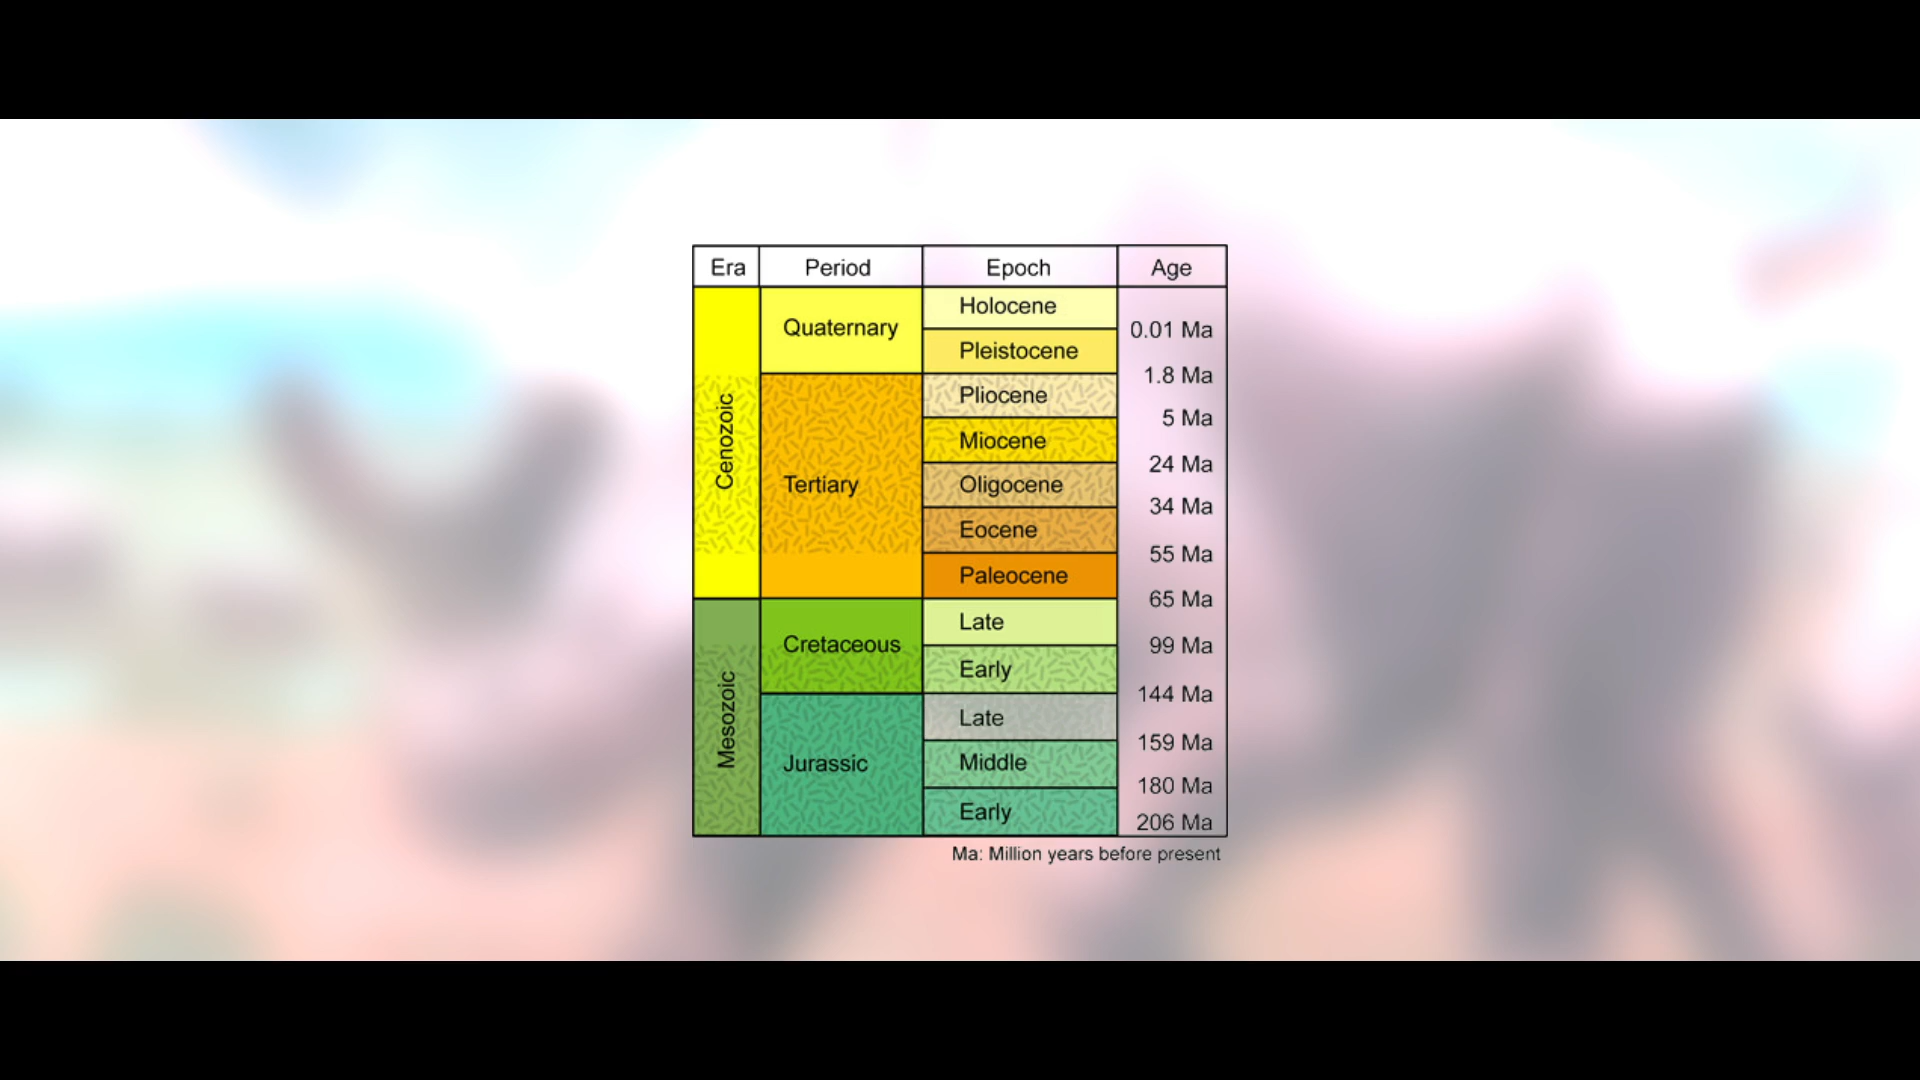 Era Period Epoch Age
Holocene
Quaternary
0.01 Ma
Pleistocene
1.8 Ma
Pliocene
5 Ma
Cenozoic
Miocene
24 Ma
Tertiary
Oligocene
34 Ma
Eocene
55 Ma
Paleocene
65 Ma
Late
Cretaceous
99 Ma
Early
144 Ma
Mesozoic
Late
159 Ma
Jurassic
Middle
180 Ma
Early
206 Ma
Ma: Million years before present